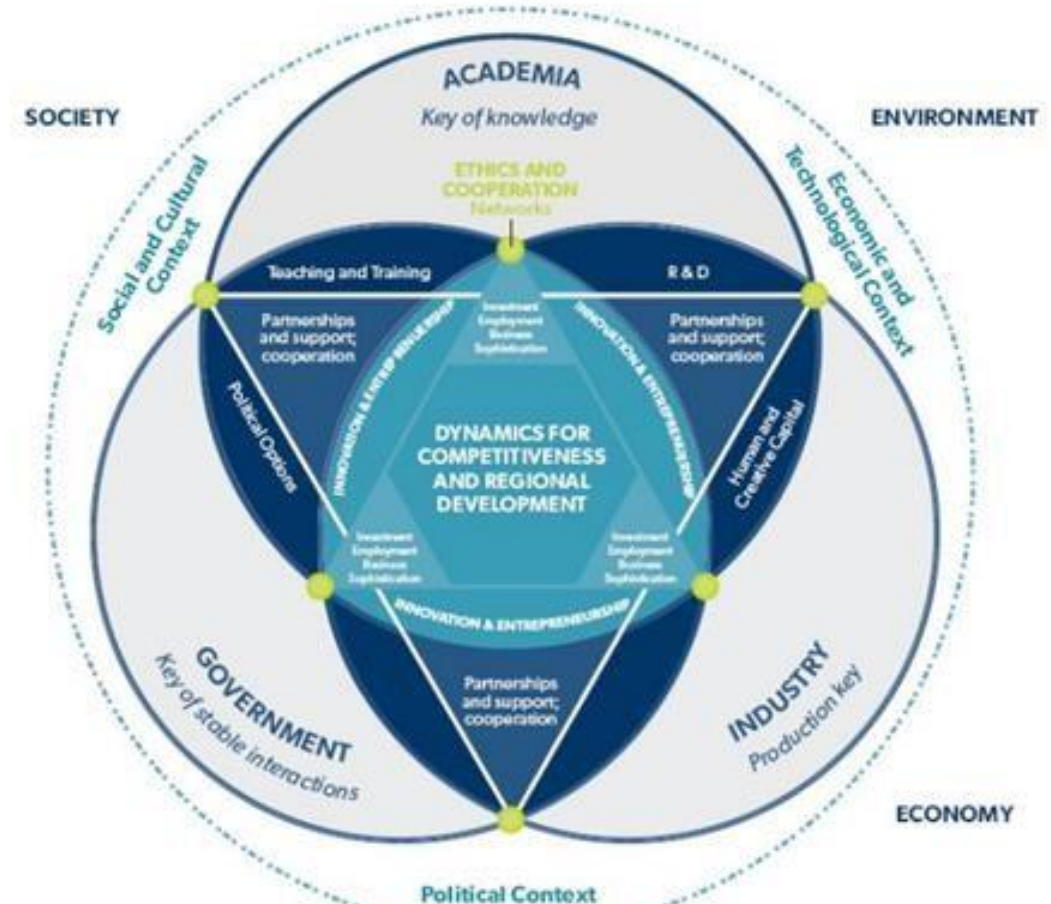 ACADEMIA
Key of knowledge
SOCIETY
ENVIRONMENT
ETHICS AND
COOPERATION
Networks
Social and Cultural
Context
Economic and
Technological Context
Teaching and Training
R & D
Partnerships
and support;
cooperation
Investment
Employment
Business
Sophistication
Partnerships
and support;
cooperation
INNOVATION & ENTREPRENEURSHIP
INNOVATION & ENTREPRENEURSHIP
Political Options
Human and
Creative Capital
DYNAMICS FOR
COMPETITIVENESS
AND REGIONAL
DEVELOPMENT
Investment
Employment
Business
Sophistication
Investment
Employment
Business
Sophistication
INNOVATION & ENTREPRENEURSHIP
Partnerships
and support;
cooperation
GOVERNMENT
Key of stable interactions
INDUSTRY
Production key
ECONOMY
Political Context